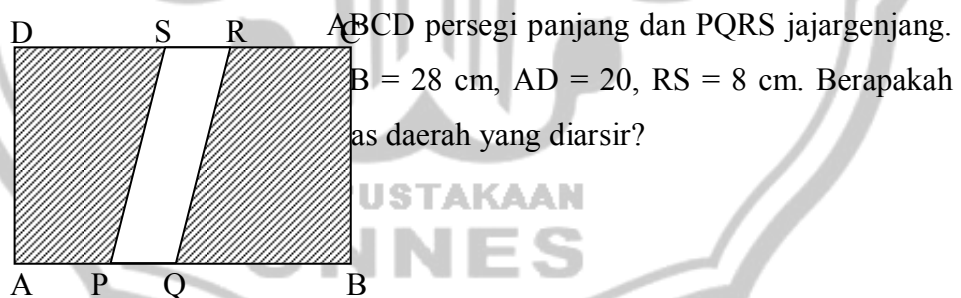 D S R C
ABCD persegi panjang dan PQRS jajargenjang.
B = 28 cm, AD = 20, RS = 8 cm. Berapakah
as daerah yang diarsir?
USTAKAAN
NNES
A P Q B